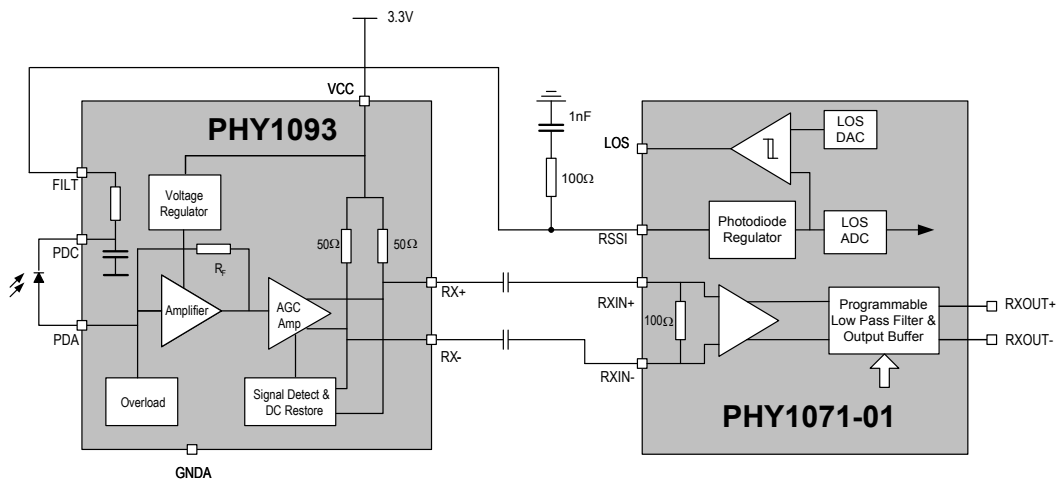 3.3V
VCC
PHY1093
FILT
Voltage
Regulator
PDC
R_F
50Ω
50Ω
Amplifier
AGC
Amp
PDA
Overload
Signal Detect &
DC Restore
GNDA
RX+
RX-
1nF
100Ω
LOS
LOS
DAC
RSSI
Photodiode
Regulator
LOS
ADC
RXIN+
100Ω
RXIN-
Programmable
Low Pass Filter &
Output Buffer
RXOUT+
RXOUT-
PHY1071-01